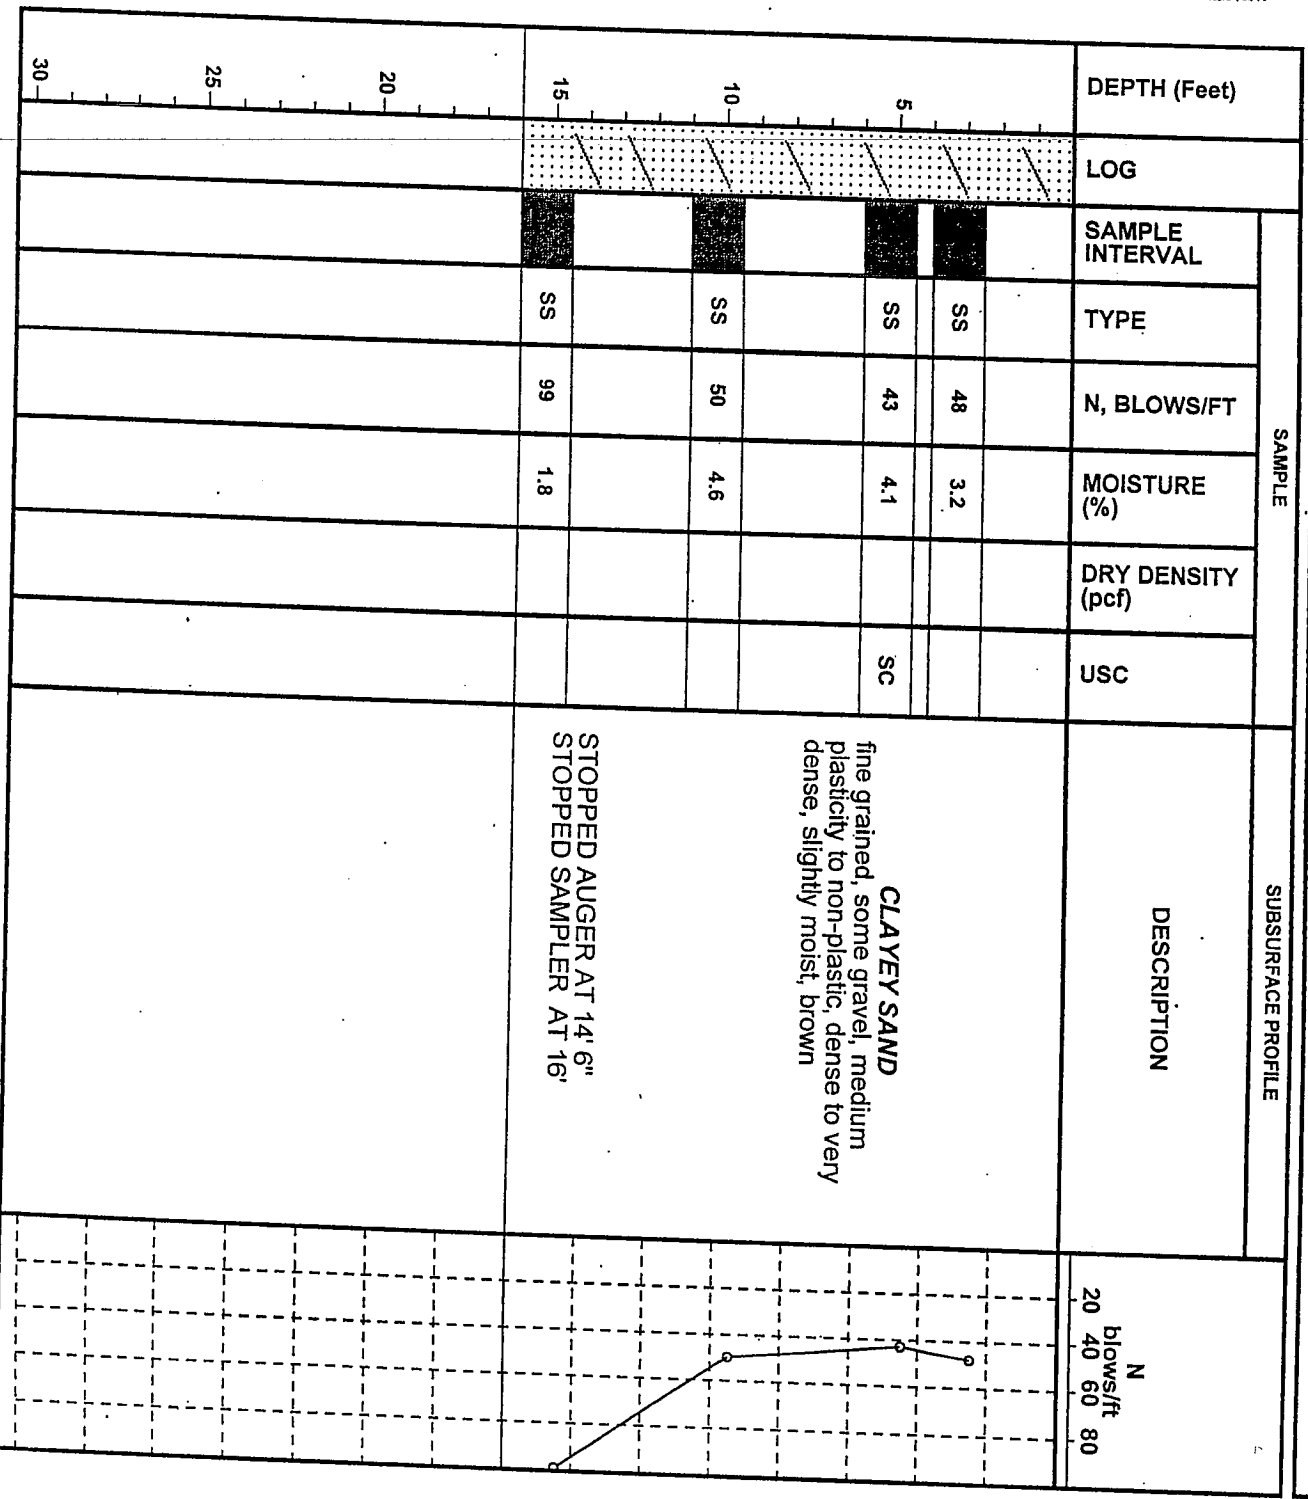 SUBSURFACE PROFILE
SAMPLE
DEPTH (Feet)
LOG
SAMPLE
INTERVAL
TYPE
N, BLOWS/FT
MOISTURE
(%)
DRY DENSITY
(pcf)
USC
DESCRIPTION
N
blows/ft
20 40 60 80
SS 48 3.2
5
SS 43 4.1 SC
CLAYEY SAND
fine grained, some gravel, medium
plasticity to non-plastic, dense to very
dense, slightly moist, brown
10
SS 50 4.6
15
SS 99 1.8
STOPPED AUGER AT 14' 6"
STOPPED SAMPLER AT 16'
20
25
30